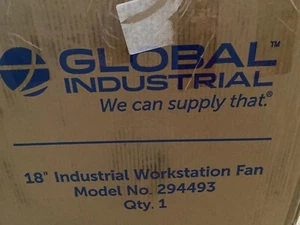 GLOBAL™
INDUSTRIAL
We can supply that.®
18" Industrial Workstation Fan
Model No. 294493
Qty. 1